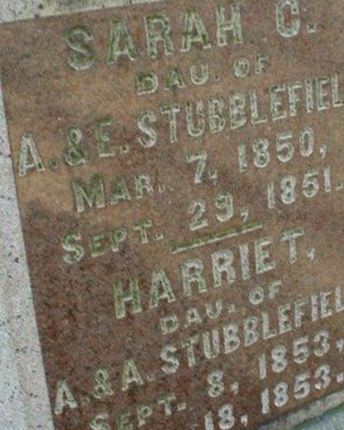 SARAH C.
DAU. OF
A. & E. STUBBLEFIEL
MAR. 7, 1850,
SEPT. 29, 1851.
HARRIET,
DAU. OF
A. & A. STUBBLEFIEL
SEPT. 8, 1853,
SEPT. 18, 1853.